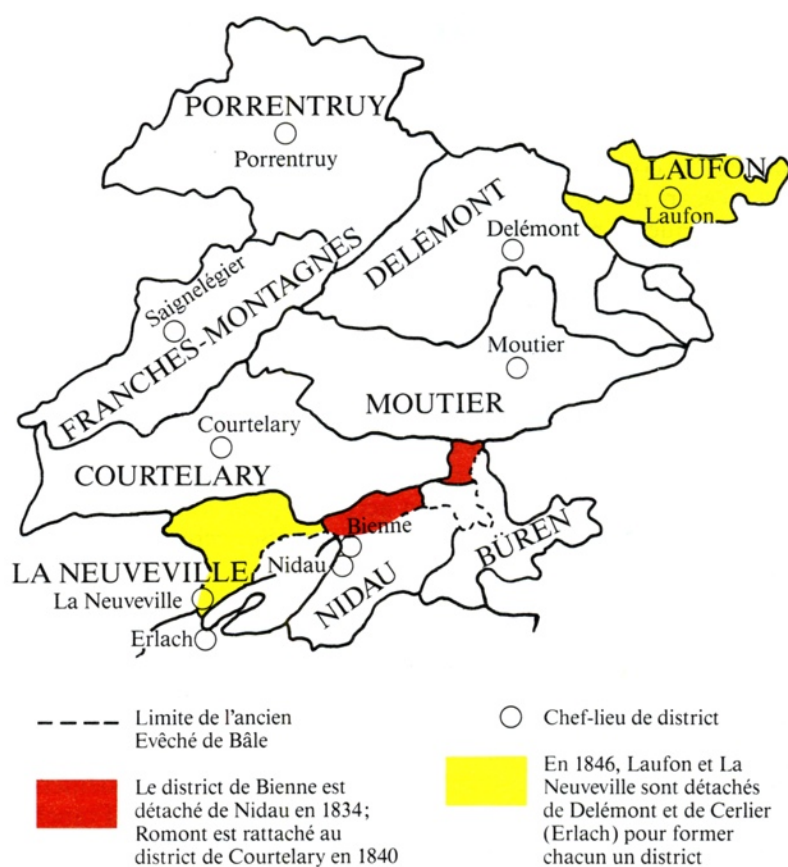 PORRENTRUY
Porrentruy
LAUFON
Laufon
DELÉMONT
Delémont
FRANCHES-MONTAGNES
Saignelégier
Moutier
MOUTIER
Courtelary
COURTELARY
Bienne
BÜREN
LA NEUVEVILLE
Nidau
NIDAU
La Neuveville
Erlach
Limite de l'ancien
Evêché de Bâle
Le district de Bienne est
détaché de Nidau en 1834;
Romont est rattaché au
district de Courtelary en 1840
Chef-lieu de district
En 1846, Laufon et La
Neuveville sont détachés
de Delémont et de Cerlier
(Erlach) pour former
chacun un district